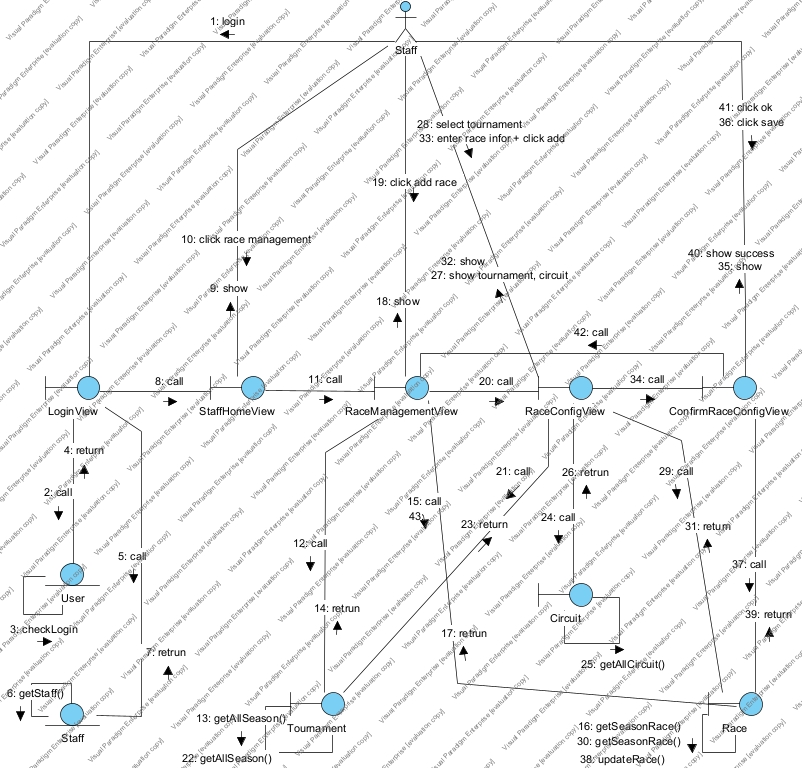 1: login
Staff
41: click ok
36: click save
28: select tournament
33: enter race infor + click add
19: click add race
10: click race management
40: show success
35: show
32: show
27: show tournament, circuit
9: show
18: show
42: call
8: call
11: call
20: call
34: call
LoginView
StaffHomeView
RaceManagementView
RaceConfigView
ConfirmRaceConfigView
4: return
21: call
26: retrun
29: call
2: call
15: call
43:
23: return
24: call
31: return
12: call
5: call
37: call
User
14: retrun
Circuit
39: return
3: checkLogin
17: retrun
7: retrun
25: getAllCircuit()
6: getStaff()
13: getAllSeason()
Tournament
16: getSeasonRace()
Race
Staff
30: getSeasonRace()
22: getAllSeason()
38: updateRace()
Visual Paradigm Enterprise [evaluation copy]